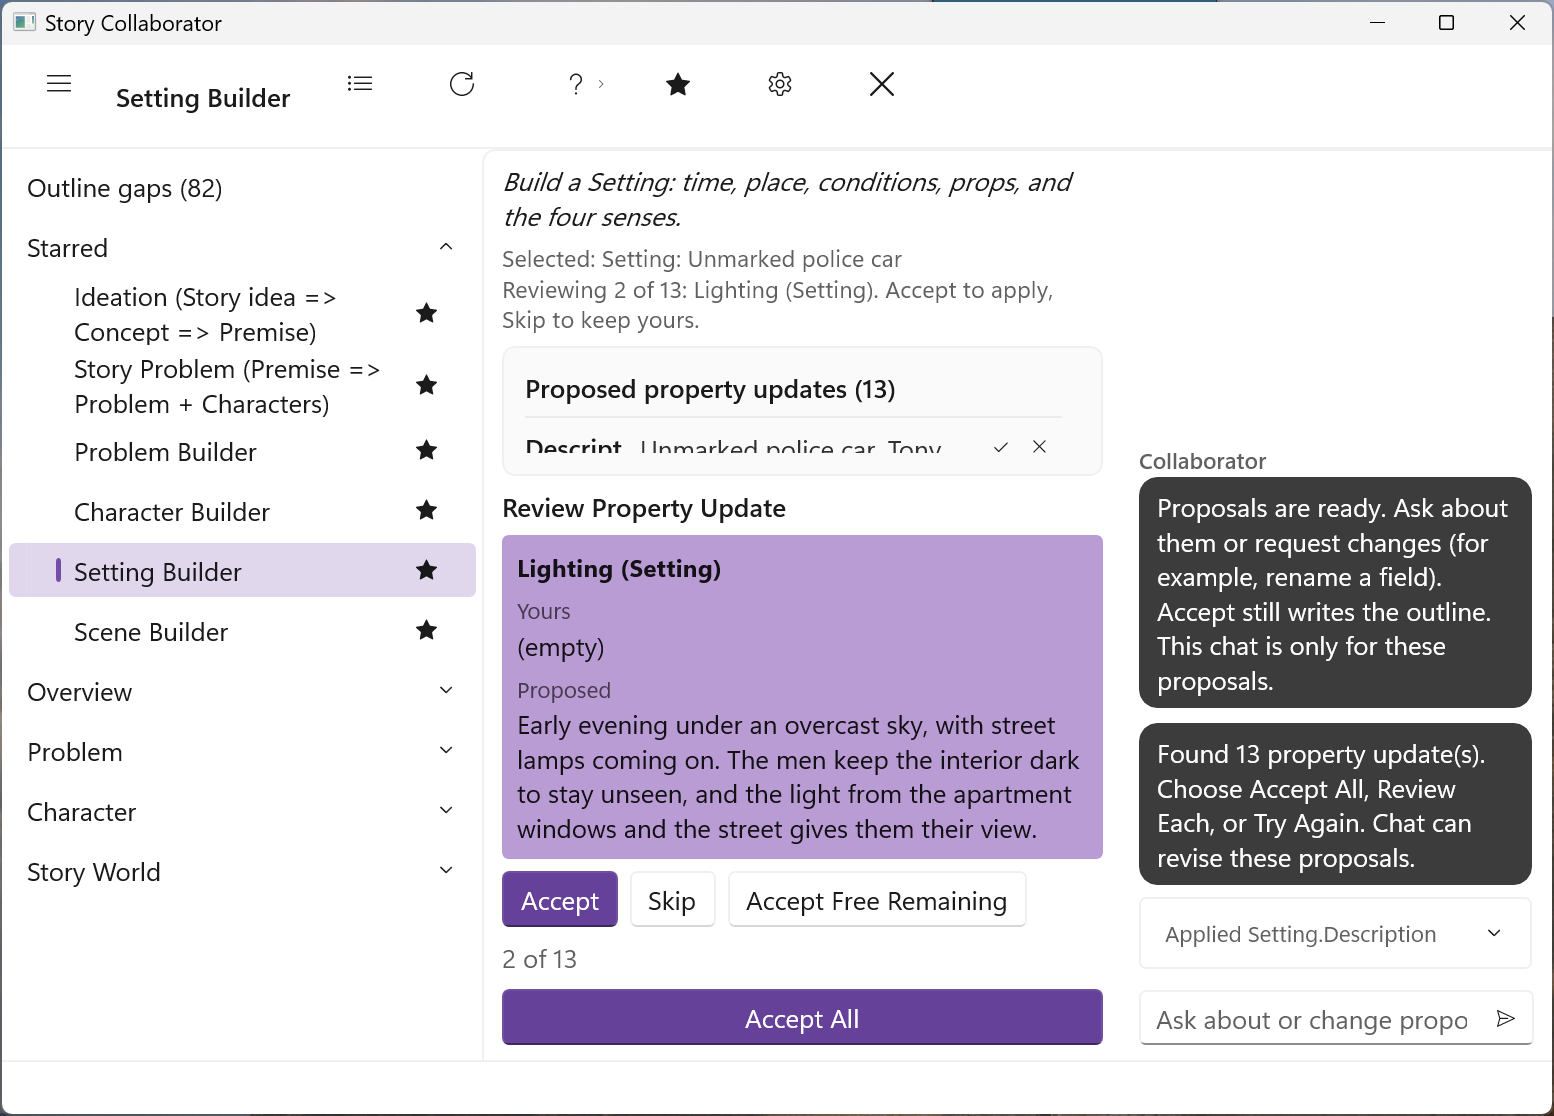 Story Collaborator
Setting Builder
?
Outline gaps (82)
Starred
Ideation (Story idea =>
Concept => Premise)
Story Problem (Premise =>
Problem + Characters)
Problem Builder
Character Builder
Setting Builder
Scene Builder
Overview
Problem
Character
Story World
Build a Setting: time, place, conditions, props, and
the four senses.
Selected: Setting: Unmarked police car
Reviewing 2 of 13: Lighting (Setting). Accept to apply,
Skip to keep yours.
Proposed property updates (13)
Descript Unmarked police car. Tony
Review Property Update
Lighting (Setting)
Yours
(empty)
Proposed
Early evening under an overcast sky, with street
lamps coming on. The men keep the interior dark
to stay unseen, and the light from the apartment
windows and the street gives them their view.
Accept
Skip
Accept Free Remaining
2 of 13
Accept All
Collaborator
Proposals are ready. Ask about
them or request changes (for
example, rename a field).
Accept still writes the outline.
This chat is only for these
proposals.
Found 13 property update(s).
Choose Accept All, Review
Each, or Try Again. Chat can
revise these proposals.
Applied Setting.Description
Ask about or change propo